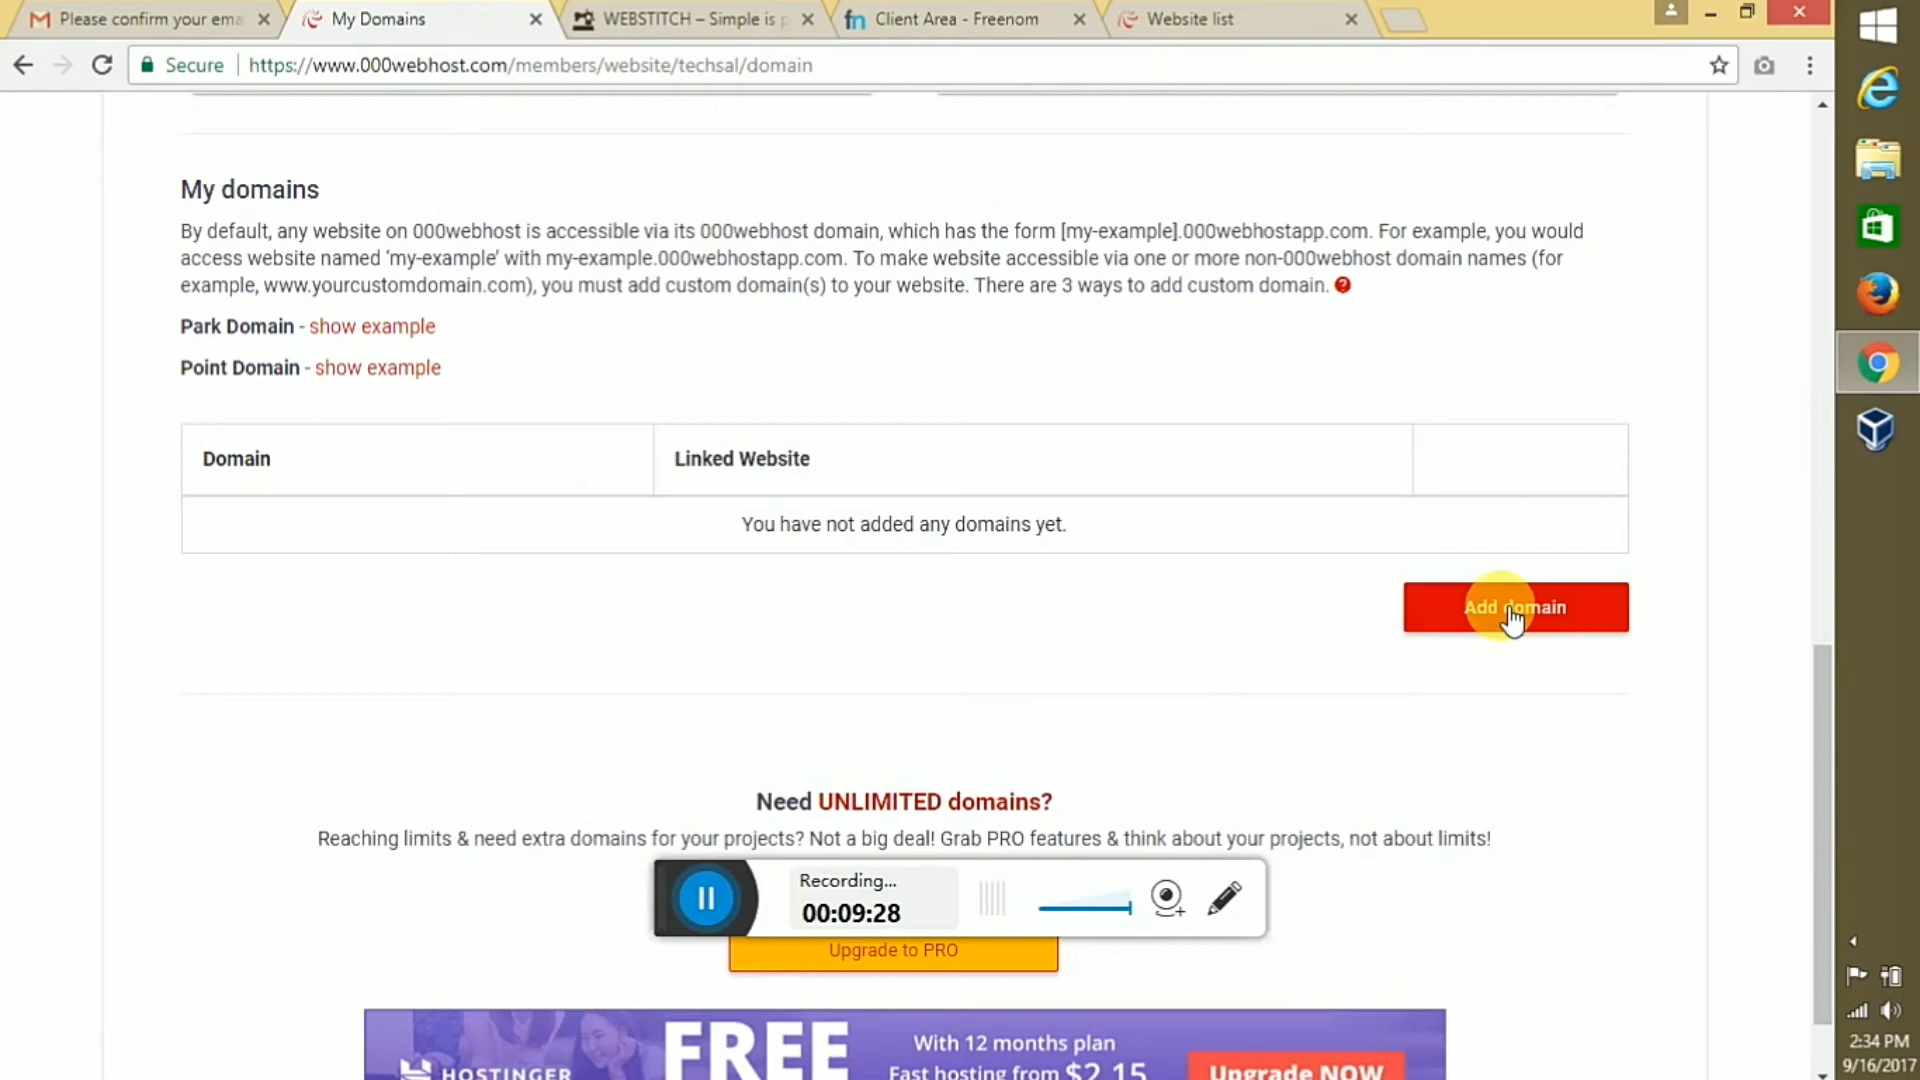 Please confirm your ema
My Domains
WEBSTITCH – Simple is p
Client Area - Freenom
Website list
Secure
https://www.000webhost.com/members/website/techsal/domain
My domains
By default, any website on 000webhost is accessible via its 000webhost domain, which has the form [my-example].000webhostapp.com. For example, you would
access website named ‘my-example’ with my-example.000webhostapp.com. To make website accessible via one or more non-000webhost domain names (for
example, www.yourcustomdomain.com), you must add custom domain(s) to your website. There are 3 ways to add custom domain. ?
Park Domain - show example
Point Domain - show example
Domain
Linked Website
You have not added any domains yet.
Add domain
Need UNLIMITED domains?
Reaching limits & need extra domains for your projects? Not a big deal! Grab PRO features & think about your projects, not about limits!
Recording...
00:09:28
Upgrade to PRO
HOSTINGER
FREE
With 12 months plan
Fast hosting from $2.15
Upgrade NOW
2:34 PM
9/16/2017